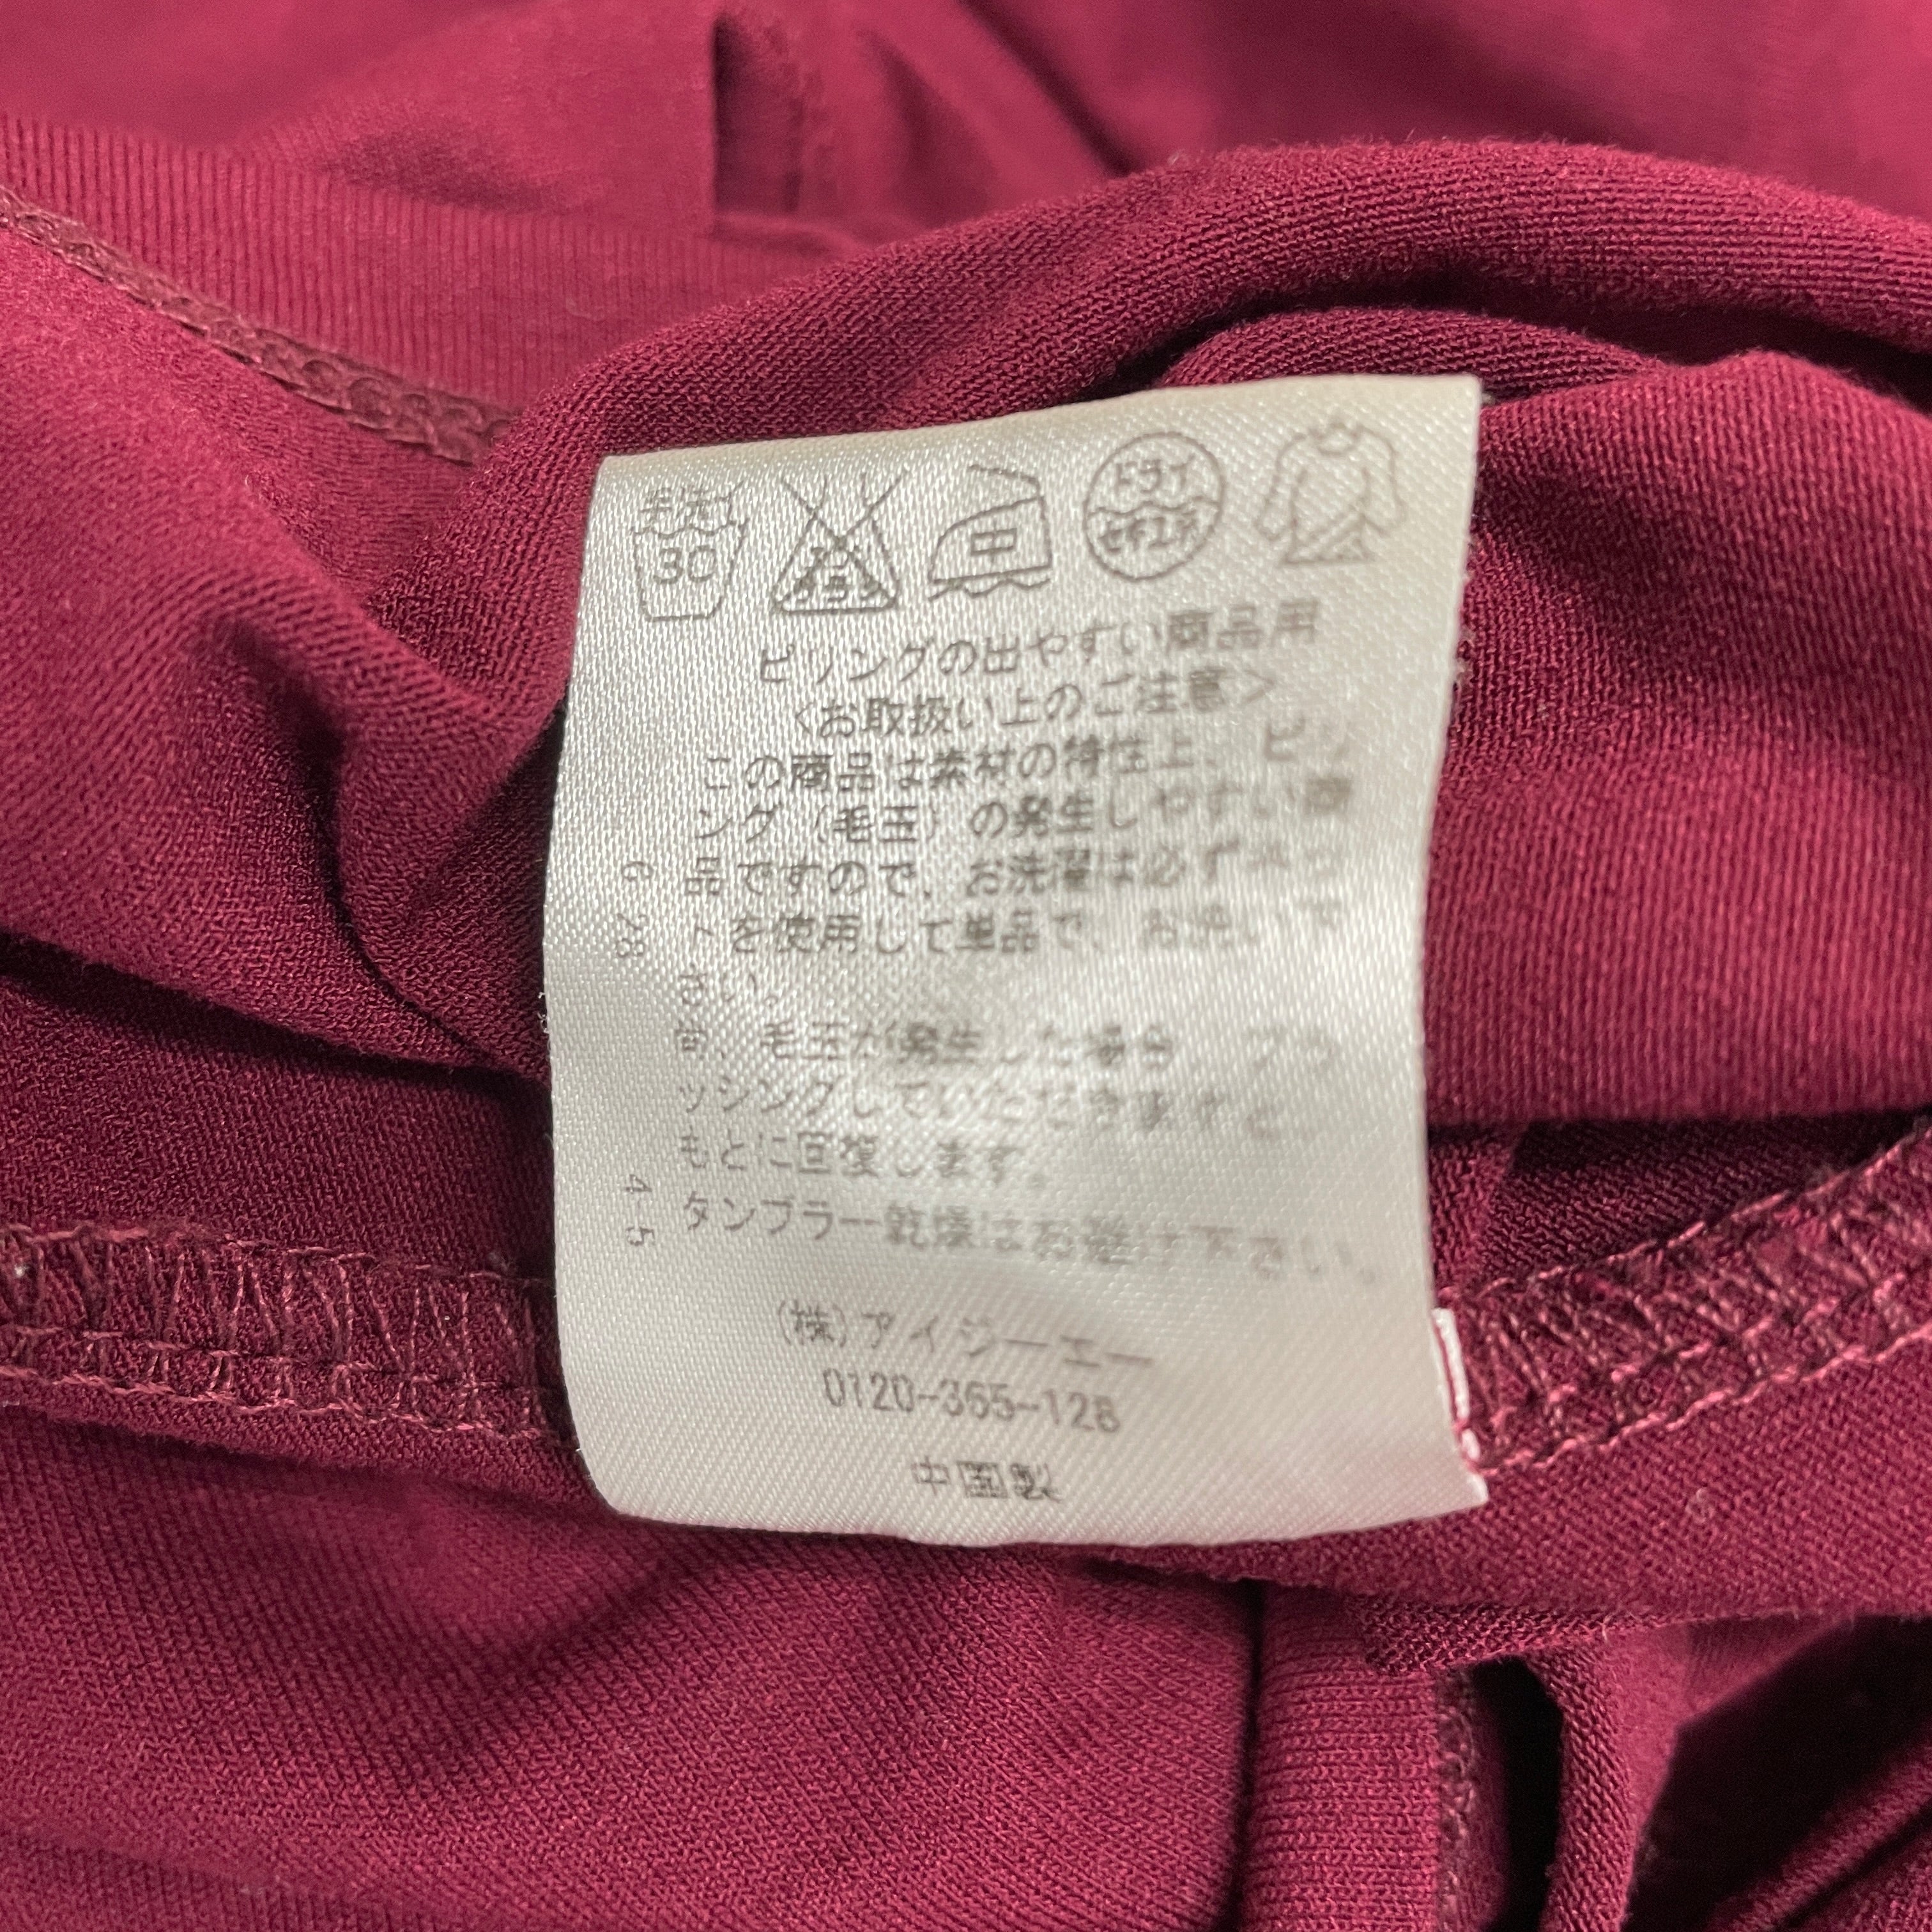 30
中
ドライ
セキユ系
ピリングの出やすい商品用
〈お取扱い上のご注意〉
この商品は素材の特性上、ピリ
ング（毛玉）の発生しやすい商
品ですので、お洗濯は必ずネッ
トを使用して単品で、お洗い下
さい。
尚、毛玉が発生した場合 ブラ
ッシングしていただきますと
もとに回復します。
タンブラー乾燥はお避け下さい。
(株)アイジーエー
0120-365-128
中国製
6 28
4 5